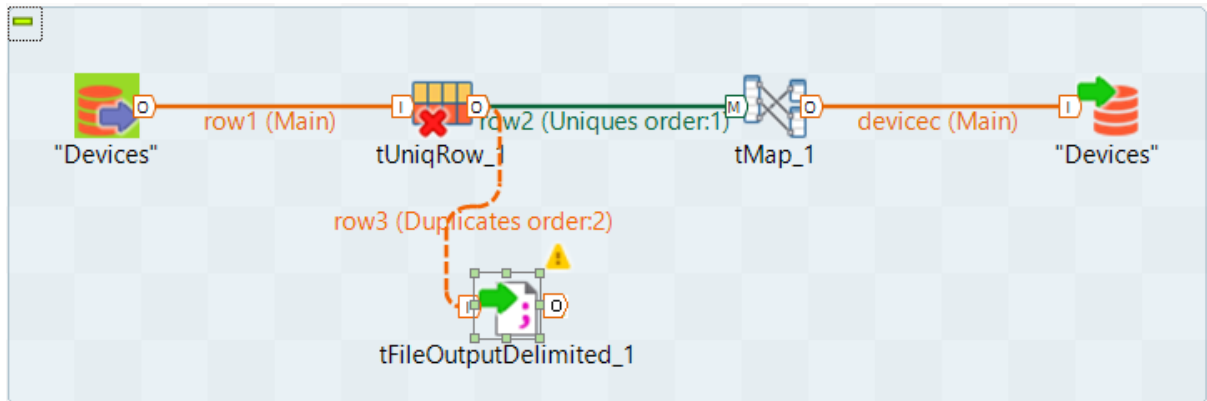 O
row1 (Main)
I
O
row2 (Uniques order:1)
M
O
devicec (Main)
I
"Devices"
tUniqRow_1
tMap_1
"Devices"
row3 (Duplicates order:2)
I
;
O
tFileOutputDelimited_1